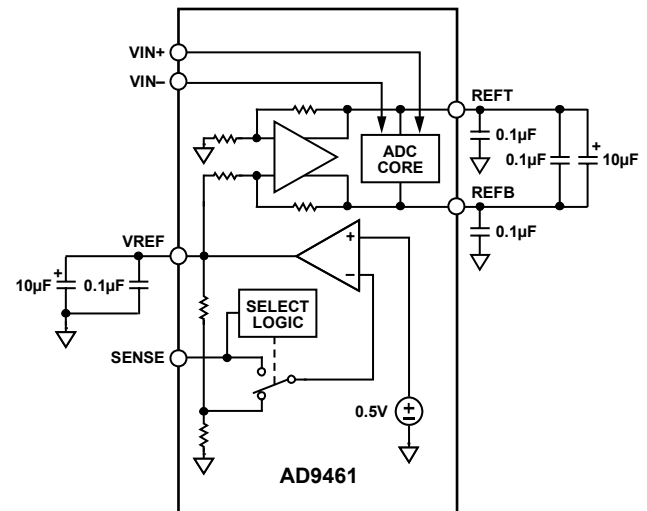 VIN+
VIN–
REFT
0.1µF
ADC
CORE
0.1µF
+
10µF
REFB
0.1µF
VREF
+
–
10µF
+
0.1µF
SELECT
LOGIC
SENSE
0.5V
+
–
AD9461